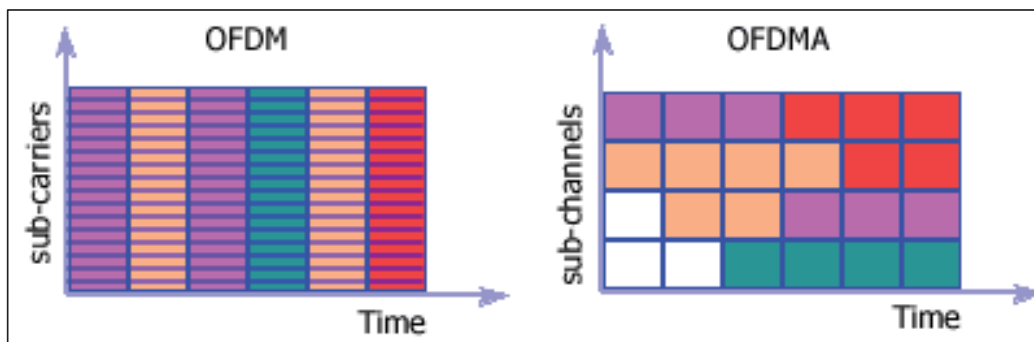 OFDM
sub-carriers
Time
OFDMA
sub-channels
Time